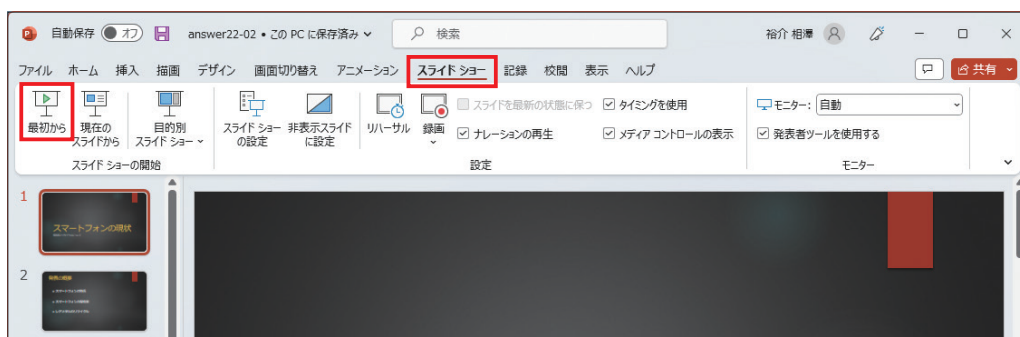 自動保存 オフ answer22-02 • この PC に保存済み 検索 裕介 相澤
ファイル ホーム 挿入 描画 デザイン 画面切り替え アニメーション スライド ショー 記録 校閲 表示 ヘルプ 共有
最初から 現在の スライドから 目的別 スライド ショー スライド ショー の設定 非表示スライド に設定 リハーサル 録画 スライドを最新の状態に保つ タイミングを使用 モニター: 自動
ナレーションの再生 メディア コントロールの表示 発表者ツールを使用する
スライド ショーの開始 設定 モニター
1
スマートフォンの現状
2